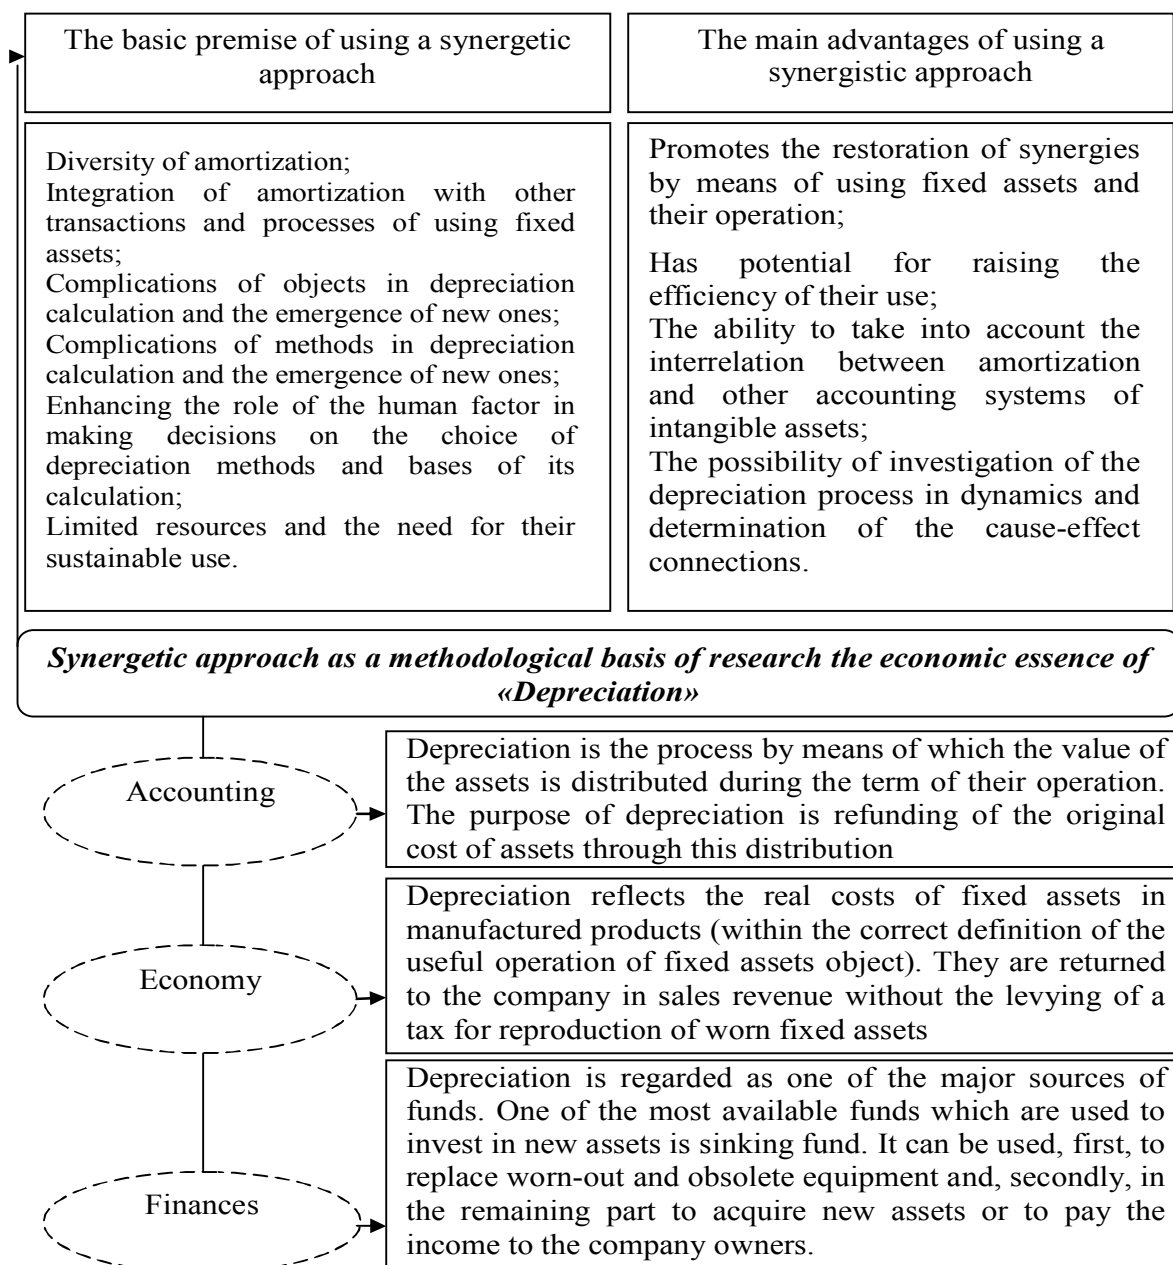 The basic premise of using a synergetic
approach
The main advantages of using a
synergistic approach
Diversity of amortization;
Integration of amortization with other
transactions and processes of using fixed
assets;
Complications of objects in depreciation
calculation and the emergence of new ones;
Complications of methods in depreciation
calculation and the emergence of new ones;
Enhancing the role of the human factor in
making decisions on the choice of
depreciation methods and bases of its
calculation;
Limited resources and the need for their
sustainable use.
Promotes the restoration of synergies
by means of using fixed assets and
their operation;
Has potential for raising the
efficiency of their use;
The ability to take into account the
interrelation between amortization
and other accounting systems of
intangible assets;
The possibility of investigation of the
depreciation process in dynamics and
determination of the cause-effect
connections.
Synergetic approach as a methodological basis of research the economic essence of
«Depreciation»
Accounting
Depreciation is the process by means of which the value of
the assets is distributed during the term of their operation.
The purpose of depreciation is refunding of the original
cost of assets through this distribution
Economy
Depreciation reflects the real costs of fixed assets in
manufactured products (within the correct definition of the
useful operation of fixed assets object). They are returned
to the company in sales revenue without the levying of a
tax for reproduction of worn fixed assets
Finances
Depreciation is regarded as one of the major sources of
funds. One of the most available funds which are used to
invest in new assets is sinking fund. It can be used, first, to
replace worn-out and obsolete equipment and, secondly, in
the remaining part to acquire new assets or to pay the
income to the company owners.